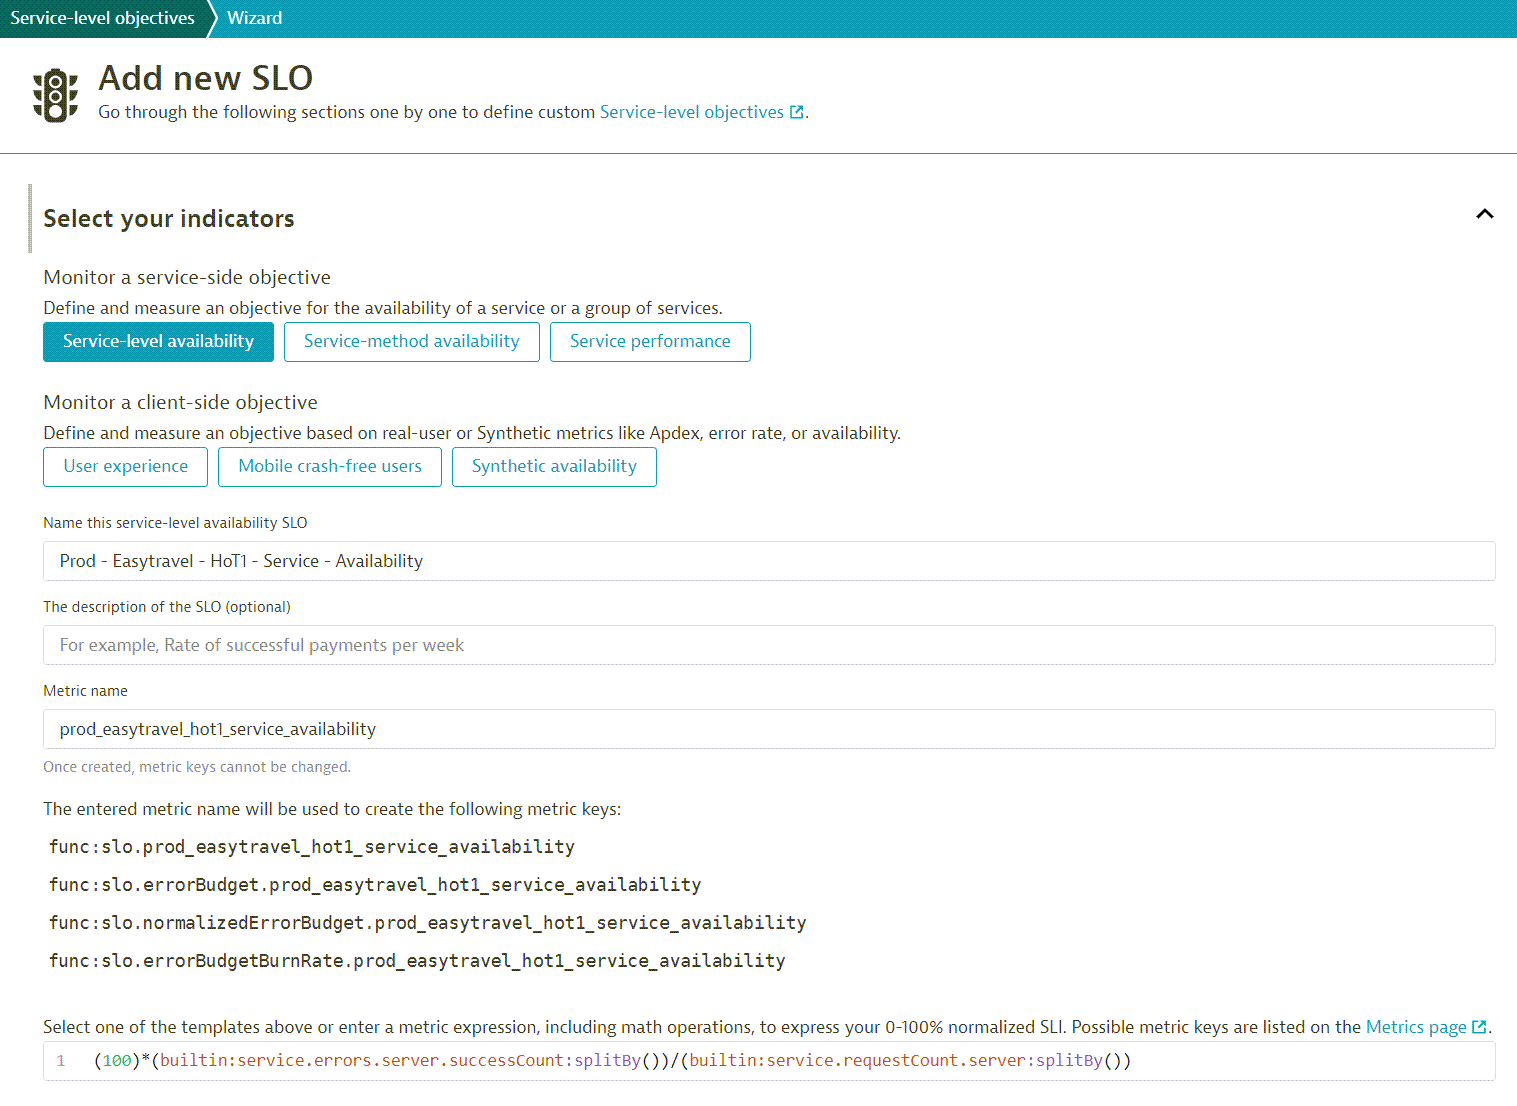 Service-level objectives Wizard
Add new SLO
Go through the following sections one by one to define custom Service-level objectives.
Select your indicators
Monitor a service-side objective
Define and measure an objective for the availability of a service or a group of services.
Service-level availability Service-method availability Service performance
Monitor a client-side objective
Define and measure an objective based on real-user or Synthetic metrics like Apdex, error rate, or availability.
User experience Mobile crash-free users Synthetic availability
Name this service-level availability SLO
Prod - Easytravel - HoT1 - Service - Availability
The description of the SLO (optional)
For example, Rate of successful payments per week
Metric name
prod_easytravel_hot1_service_availability
Once created, metric keys cannot be changed.
The entered metric name will be used to create the following metric keys:
func:slo.prod_easytravel_hot1_service_availability
func:slo.errorBudget.prod_easytravel_hot1_service_availability
func:slo.normalizedErrorBudget.prod_easytravel_hot1_service_availability
func:slo.errorBudgetBurnRate.prod_easytravel_hot1_service_availability
Select one of the templates above or enter a metric expression, including math operations, to express your 0-100% normalized SLI. Possible metric keys are listed on the Metrics page.
1 (100)*(builtin:service.errors.server.successCount:splitBy())/(builtin:service.requestCount.server:splitBy())